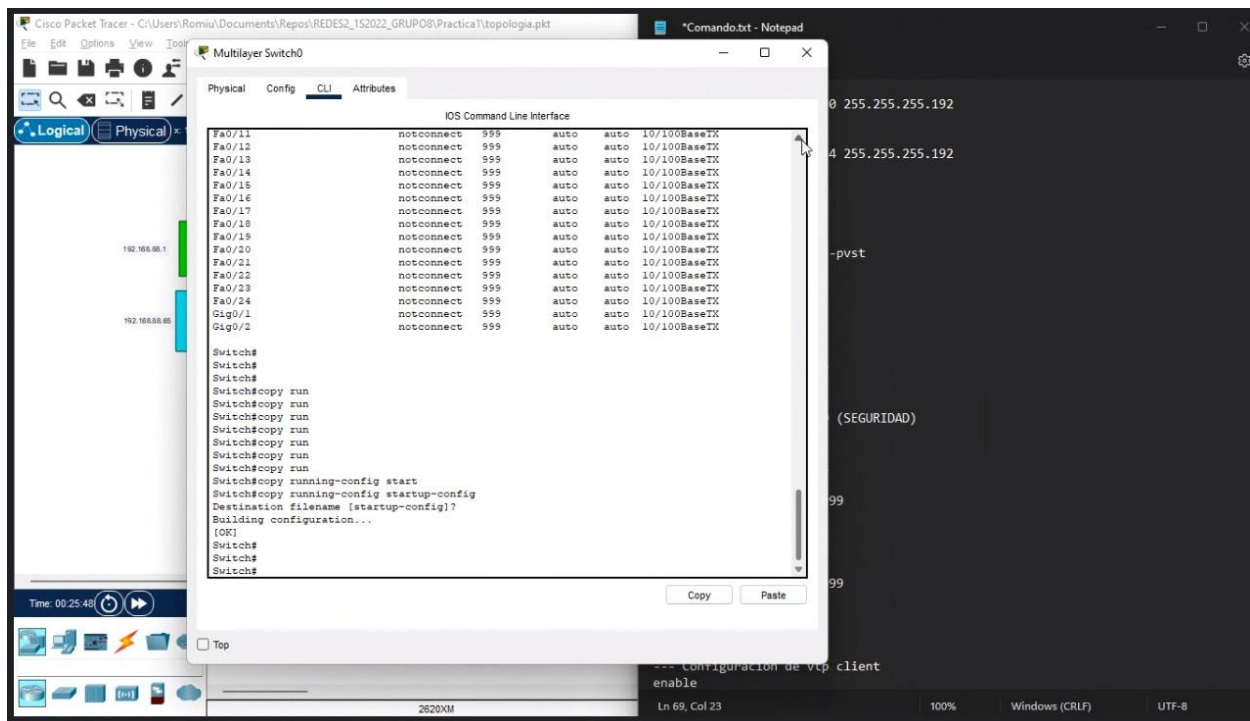 Cisco Packet Tracer - C:\Users\Romiu\Documents\Repos\REDES2_1S2022_GRUPO8\Practica1\topologia.pkt
File Edit Options View Tool
Logical Physical
192.168.88.1
192.168.88.65
Time: 00:25:48
2620XM
Multilayer Switch0
Physical Config CLI Attributes
IOS Command Line Interface
Fa0/11 notconnect 999 auto auto 10/100BaseTX
Fa0/12 notconnect 999 auto auto 10/100BaseTX
Fa0/13 notconnect 999 auto auto 10/100BaseTX
Fa0/14 notconnect 999 auto auto 10/100BaseTX
Fa0/15 notconnect 999 auto auto 10/100BaseTX
Fa0/16 notconnect 999 auto auto 10/100BaseTX
Fa0/17 notconnect 999 auto auto 10/100BaseTX
Fa0/18 notconnect 999 auto auto 10/100BaseTX
Fa0/19 notconnect 999 auto auto 10/100BaseTX
Fa0/20 notconnect 999 auto auto 10/100BaseTX
Fa0/21 notconnect 999 auto auto 10/100BaseTX
Fa0/22 notconnect 999 auto auto 10/100BaseTX
Fa0/23 notconnect 999 auto auto 10/100BaseTX
Fa0/24 notconnect 999 auto auto 10/100BaseTX
Gig0/1 notconnect 999 auto auto 10/100BaseTX
Gig0/2 notconnect 999 auto auto 10/100BaseTX
Switch#
Switch#
Switch#
Switch#copy run
Switch#copy run
Switch#copy run
Switch#copy run
Switch#copy run
Switch#copy run
Switch#copy run
Switch#copy running-config start
Switch#copy running-config startup-config
Destination filename [startup-config]?
Building configuration...
[OK]
Switch#
Switch#
Switch#
Copy Paste
Top
*Comando.txt - Notepad
0 255.255.255.192
4 255.255.255.192
-pvst
(SEGURIDAD)
99
99
--- Configuracion de vtp client
enable
Ln 69, Col 23 100% Windows (CRLF) UTF-8